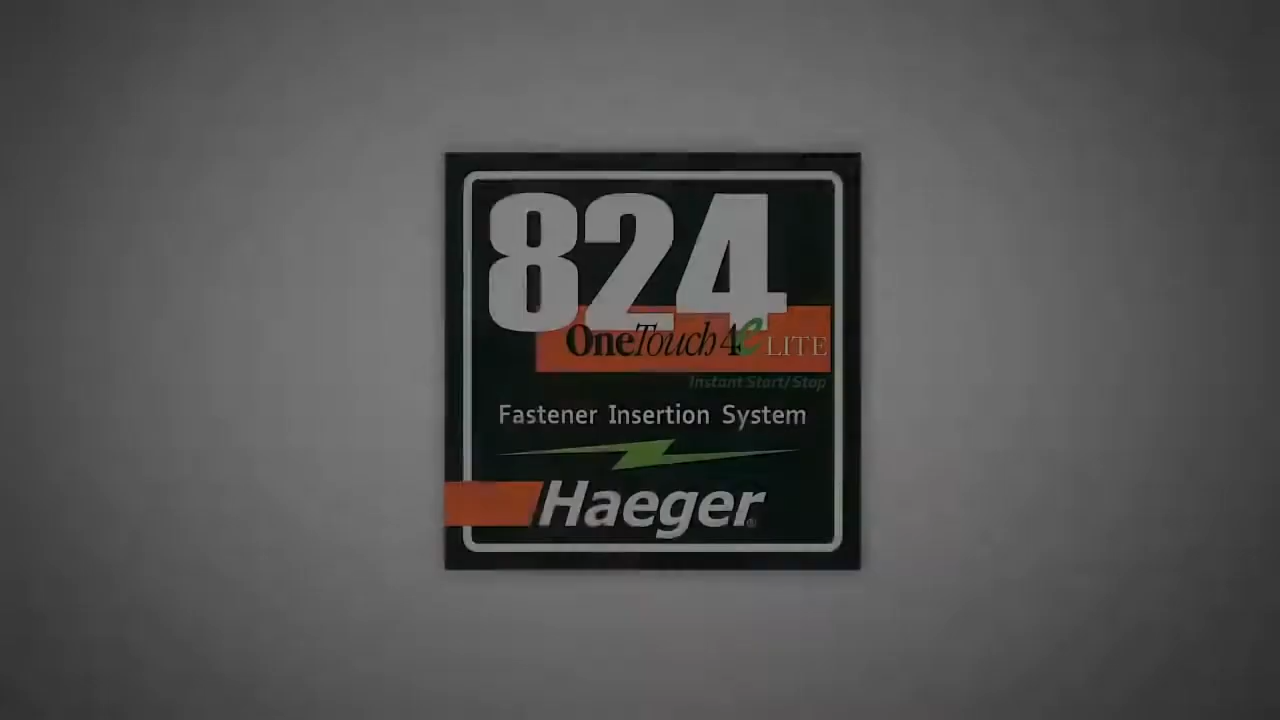 824
OneTouch 4e LITE
Instant Start/Stop
Fastener Insertion System
Haeger®